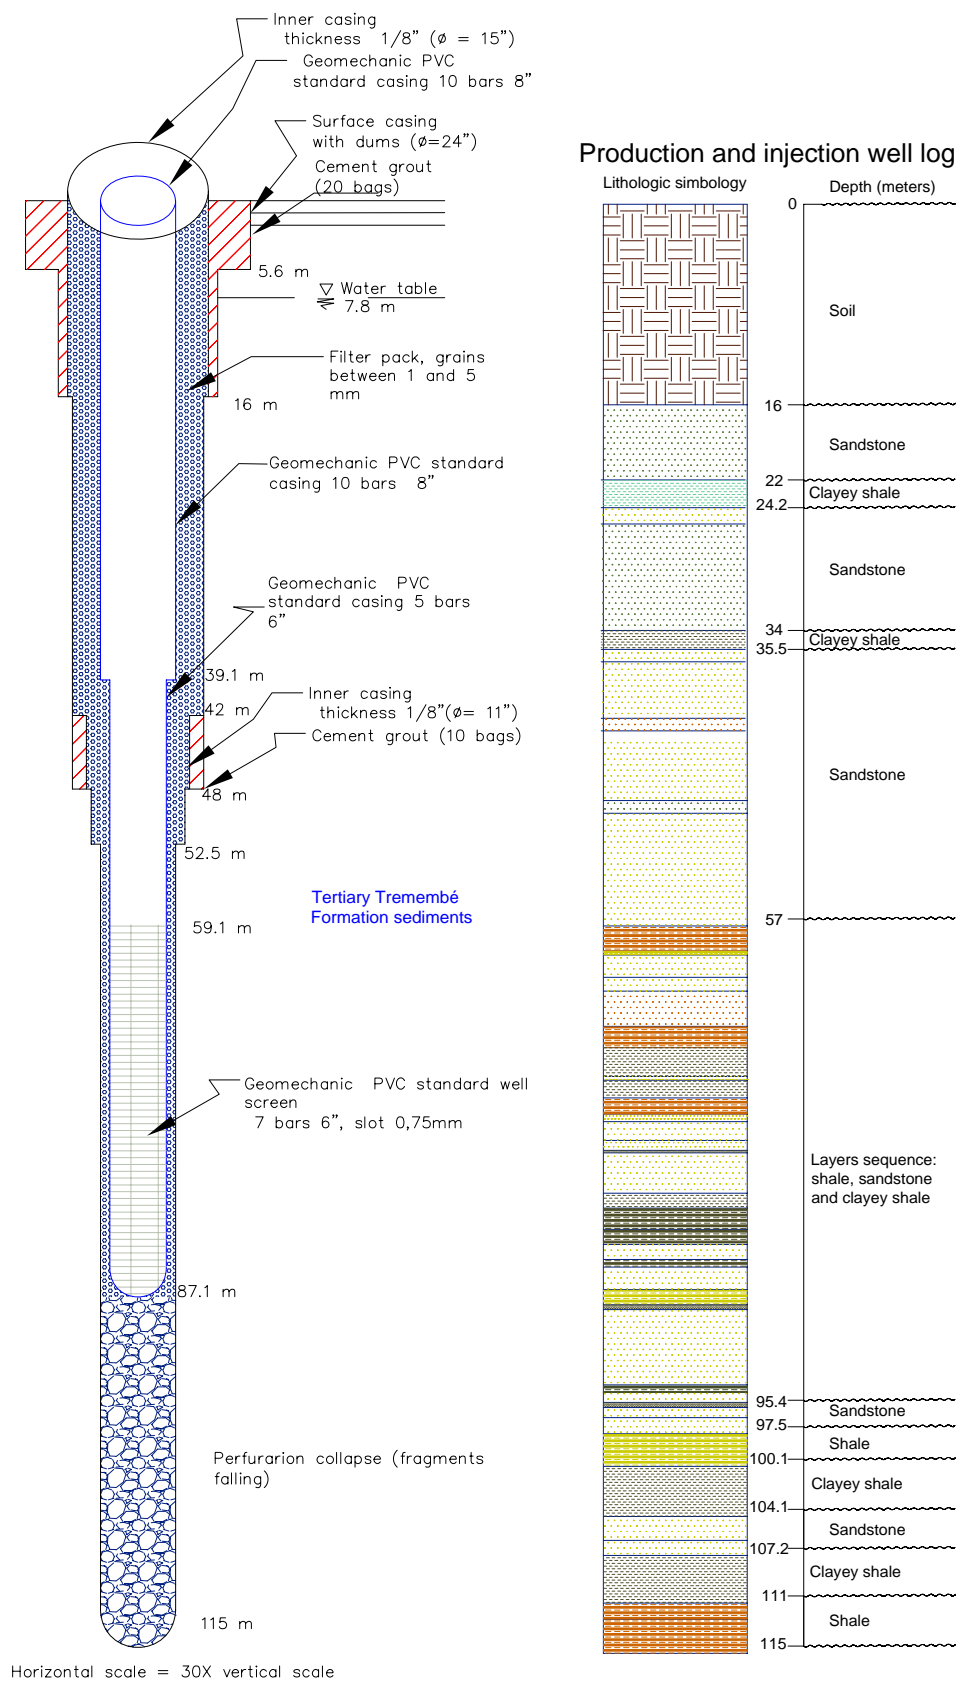 Inner casing
thickness 1/8” (ø = 15”)
Geomechanic PVC
standard casing 10 bars 8”
Surface casing
with dums (ø=24”)
Cement grout
(20 bags)
5.6 m
Water table
7.8 m
Filter pack, grains
between 1 and 5
mm
16 m
Geomechanic PVC standard
casing 10 bars 8”
Geomechanic PVC
standard casing 5 bars
6”
39.1 m
Inner casing
thickness 1/8”(ø= 11”)
42 m
Cement grout (10 bags)
48 m
52.5 m
Tertiary Tremembé
Formation sediments
59.1 m
Geomechanic PVC standard well
screen
7 bars 6”, slot 0,75mm
87.1 m
Perfurarion collapse (fragments
falling)
115 m
Horizontal scale = 30X vertical scale
Production and injection well log
Lithologic simbology
Depth (meters)
0
Soil
16
Sandstone
22
Clayey shale
24.2
Sandstone
34
Clayey shale
35.5
Sandstone
57
Layers sequence:
shale, sandstone
and clayey shale
95.4
Sandstone
97.5
Shale
100.1
Clayey shale
104.1
Sandstone
107.2
Clayey shale
111
Shale
115